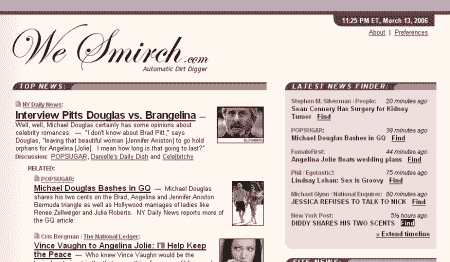 11:25 PM ET, March 13, 2006
About | Preferences
We Smirch.com
Automatic Dirt Digger
TOP NEWS:
NY Daily News:
Interview Pitts Douglas vs. Brangelina —
Well, well, Michael Douglas certainly has some opinions about
celebrity romances. — "I don't know about Brad Pitt," says
Douglas, "leaving that beautiful woman [Jennifer Aniston] to go hold
orphans for Angelina [Jolie]. I mean how long is that going to last?"
Discussion: POPSUGAR, Danielle's Daily Dish and Celebitchy
RELATED:
POPSUGAR:
Michael Douglas Bashes in GQ — Michael Douglas
shares his two cents on the Brad, Angelina and Jennifer Aniston
Bermuda triangle as well as Hollywood marriages of ladies like
Renee Zellweger and Julia Roberts. NY Daily News reports more of
the GQ article.
Cris Bergman / The National Ledger:
Vince Vaughn to Angelina Jolie: I'll Help Keep
the Peace — Who knew Vince Vaughn would be the
LATEST NEWS FINDER:
Stephen M. Silverman / People: 20 minutes ago
Sean Connery Has Surgery for Kidney
Tumor Find
POPSUGAR: 39 minutes ago
Michael Douglas Bashes in GQ Find
FemaleFirst: 44 minutes ago
Angelina Jolie floats wedding plans Find
Phil / Egotastic!: 75 minutes ago
Lindsay Lohan: Sex Is Groovy Find
Michael Glynn / National Enquirer: 80 minutes ago
JESSICA REFUSES TO TALK TO NICK Find
New York Post: 5½ hours ago
DIDDY SHARES HIS TWO SCENTS Find
» Extend timeline